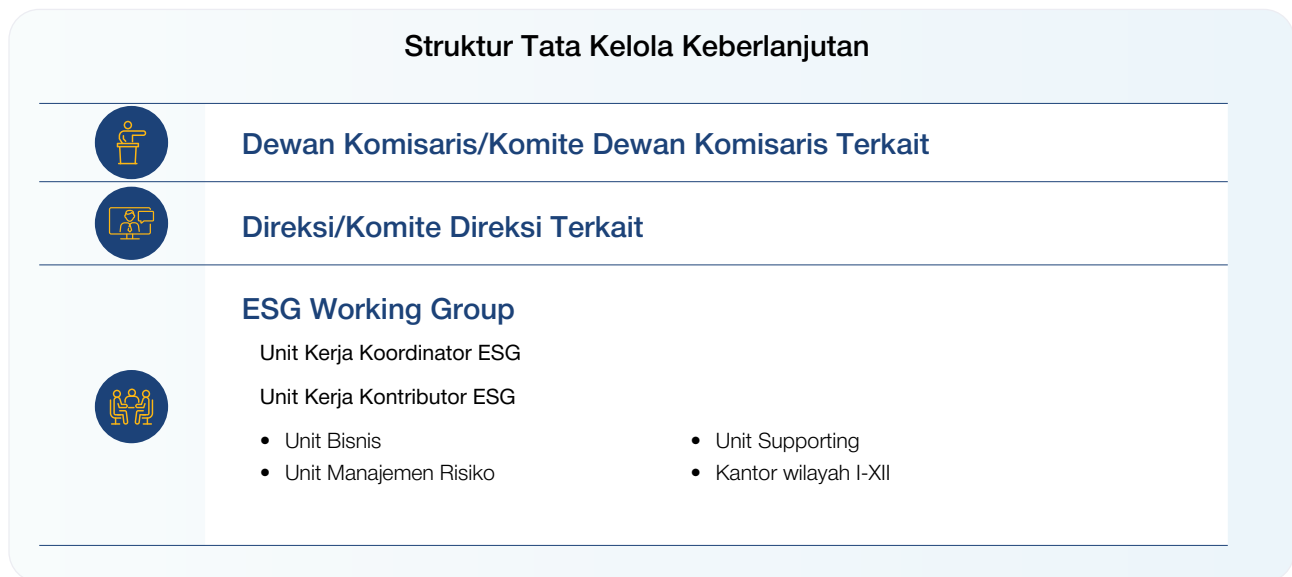 Struktur Tata Kelola Keberlanjutan
Dewan Komisaris/Komite Dewan Komisaris Terkait
Direksi/Komite Direksi Terkait
ESG Working Group
Unit Kerja Koordinator ESG
Unit Kerja Kontributor ESG
• Unit Bisnis
• Unit Manajemen Risiko
• Unit Supporting
• Kantor wilayah I-XII